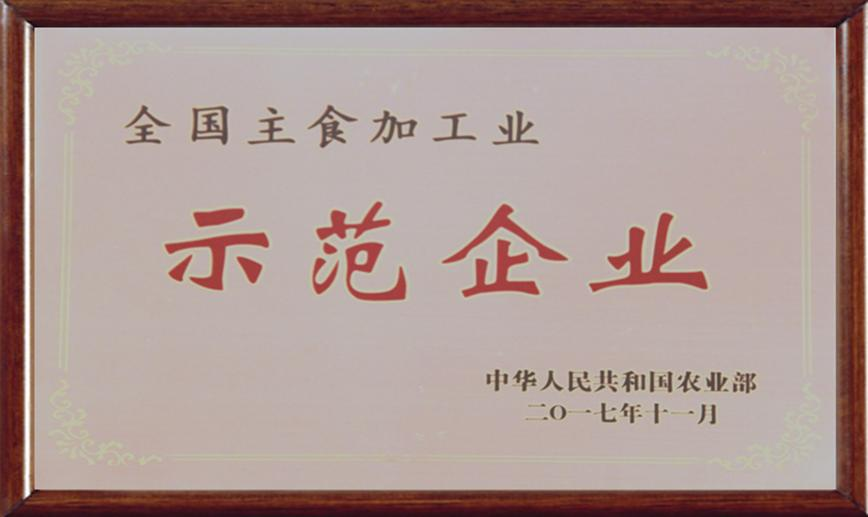 全国主食加工业
示范企业
中华人民共和国农业部
二〇一七年十一月